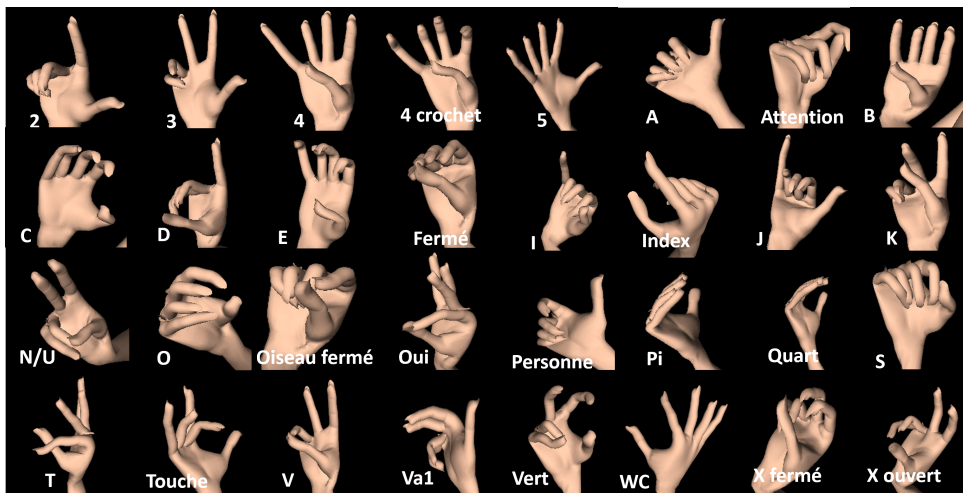 2 3 4 4 crochet 5 A Attention B
C D E Fermé I Index J K
N/U O Oiseau fermé Oui Personne Pi Quart S
T Touche V Va1 Vert WC X fermé X ouvert